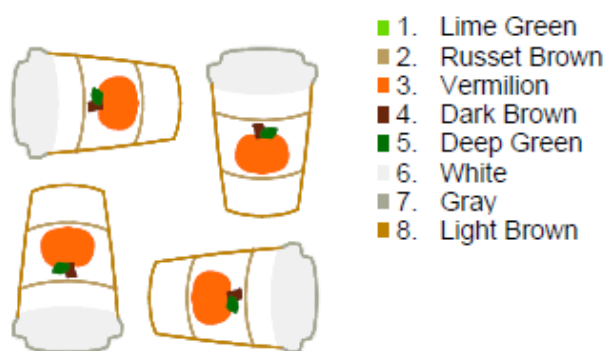 1. Lime Green
2. Russet Brown
3. Vermilion
4. Dark Brown
5. Deep Green
6. White
7. Gray
8. Light Brown